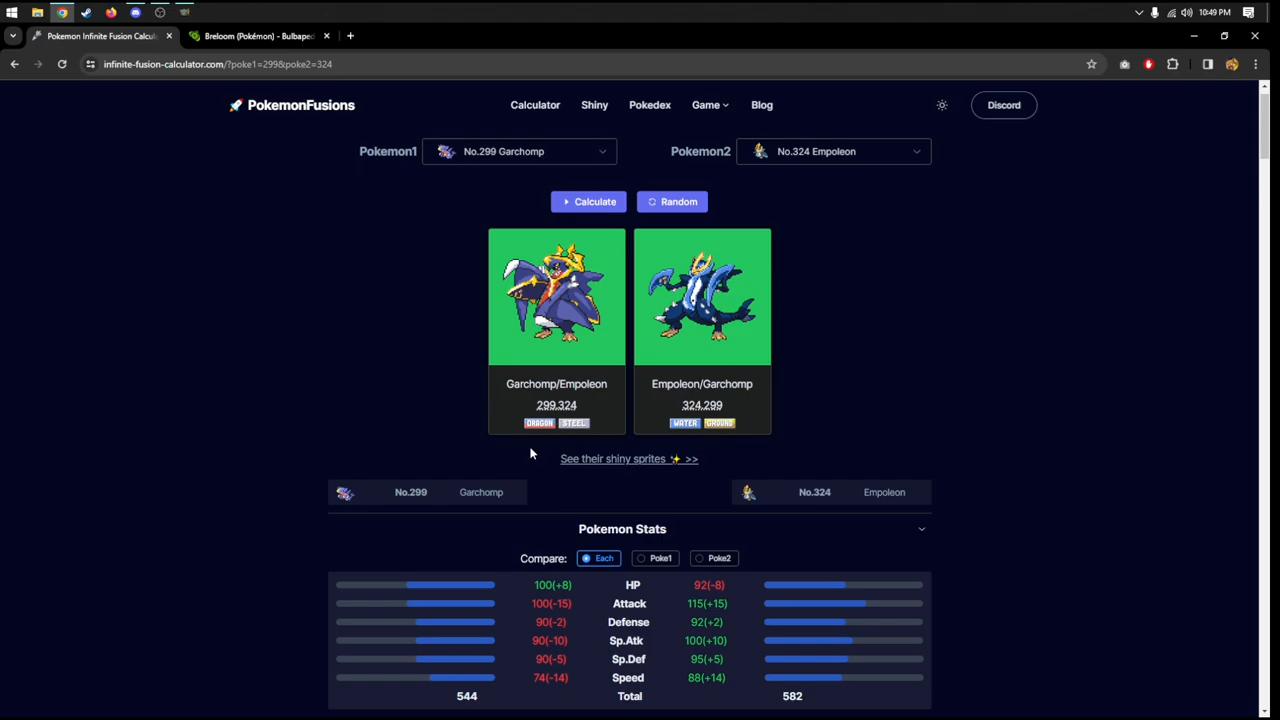 10:49 PM
Pokemon Infinite Fusion Calcul
Breloom (Pokémon) - Bulbaped
infinite-fusion-calculator.com/?poke1=299&poke2=324
PokemonFusions
Calculator
Shiny
Pokedex
Game
Blog
Discord
Pokemon1
No.299 Garchomp
Pokemon2
No.324 Empoleon
Calculate
Random
Garchomp/Empoleon
299.324
DRAGON STEEL
Empoleon/Garchomp
324.299
WATER GROUND
See their shiny sprites ✨ >>
No.299 Garchomp
No.324 Empoleon
Pokemon Stats
Compare: Each Poke1 Poke2
100(+8) HP 92(-8)
100(-15) Attack 115(+15)
90(-2) Defense 92(+2)
90(-10) Sp.Atk 100(+10)
90(-5) Sp.Def 95(+5)
74(-14) Speed 88(+14)
544 Total 582